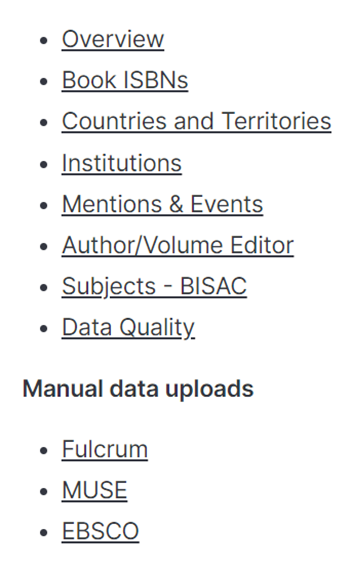 Overview
Book ISBNs
Countries and Territories
Institutions
Mentions & Events
Author/Volume Editor
Subjects - BISAC
Data Quality
Manual data uploads
Fulcrum
MUSE
EBSCO